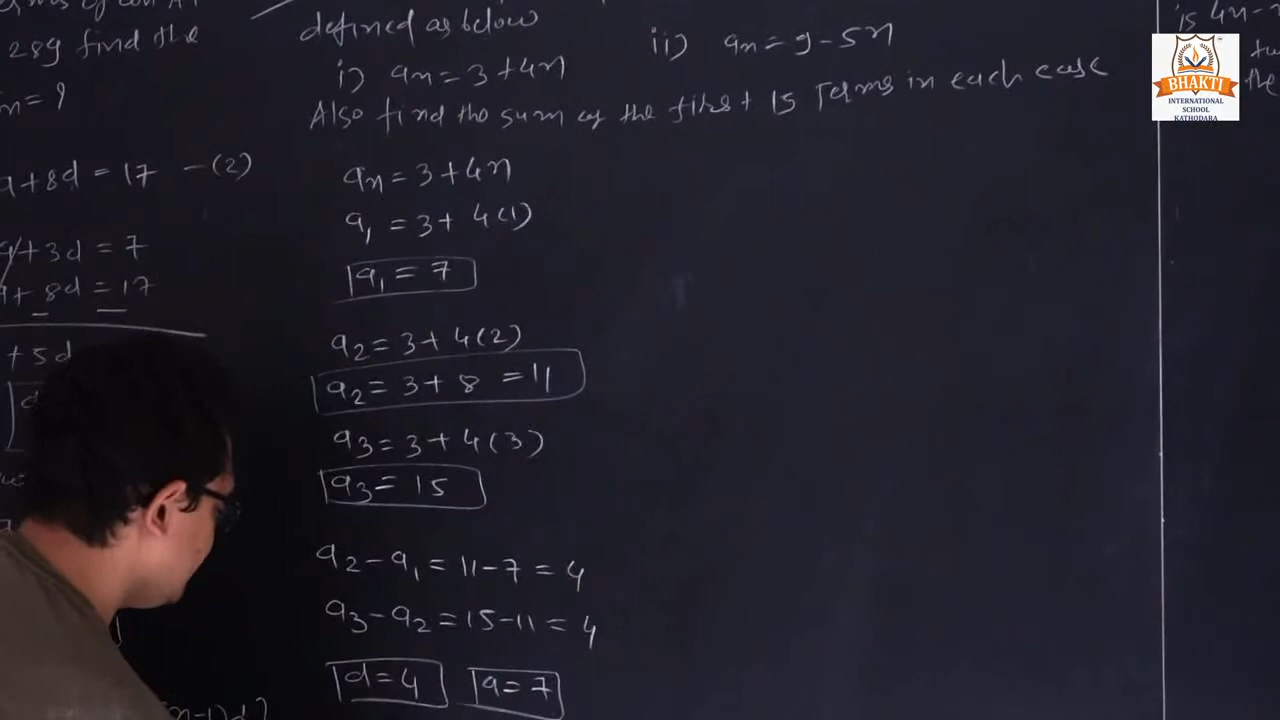 289 find the
n = ?
a + 8d = 17 — (2)
a + 3d = 7
a + 8d = 17
+ 5d
defined as below
i) an = 3 + 4n
ii) an = 9 - 5n
Also find the sum of the first 15 Terms in each case
an = 3 + 4n
a1 = 3 + 4(1)
a1 = 7
a2 = 3 + 4(2)
a2 = 3 + 8 = 11
a3 = 3 + 4(3)
a3 = 15
a2 - a1 = 11 - 7 = 4
a3 - a2 = 15 - 11 = 4
d = 4 a = 7
is 4n -
the
BHAKTI
INTERNATIONAL
SCHOOL
KATHODARA